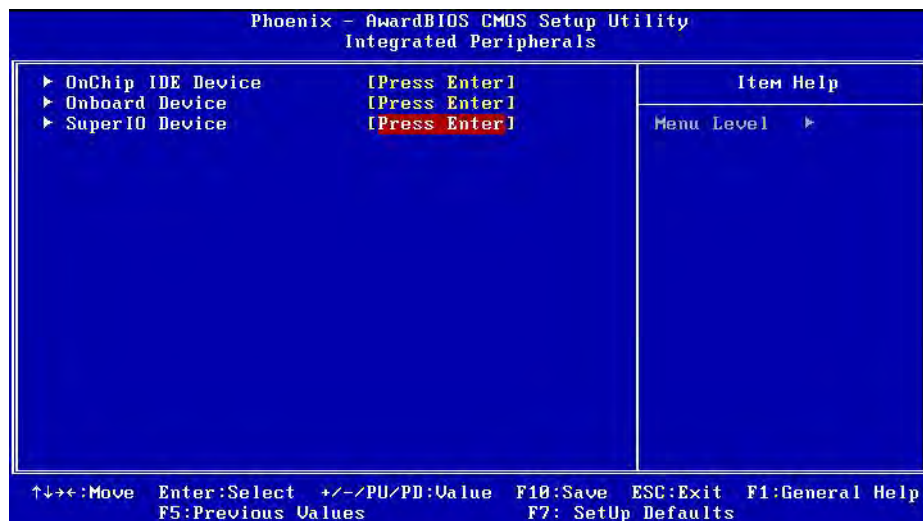 Phoenix - AwardBIOS CMOS Setup Utility
Integrated Peripherals
▶ OnChip IDE Device [Press Enter]
▶ Onboard Device [Press Enter]
▶ SuperIO Device [Press Enter]
Item Help
Menu Level ▶
↑↓→←:Move Enter:Select +/-/PU/PD:Value F10:Save ESC:Exit F1:General Help
F5:Previous Values F7: SetUp Defaults